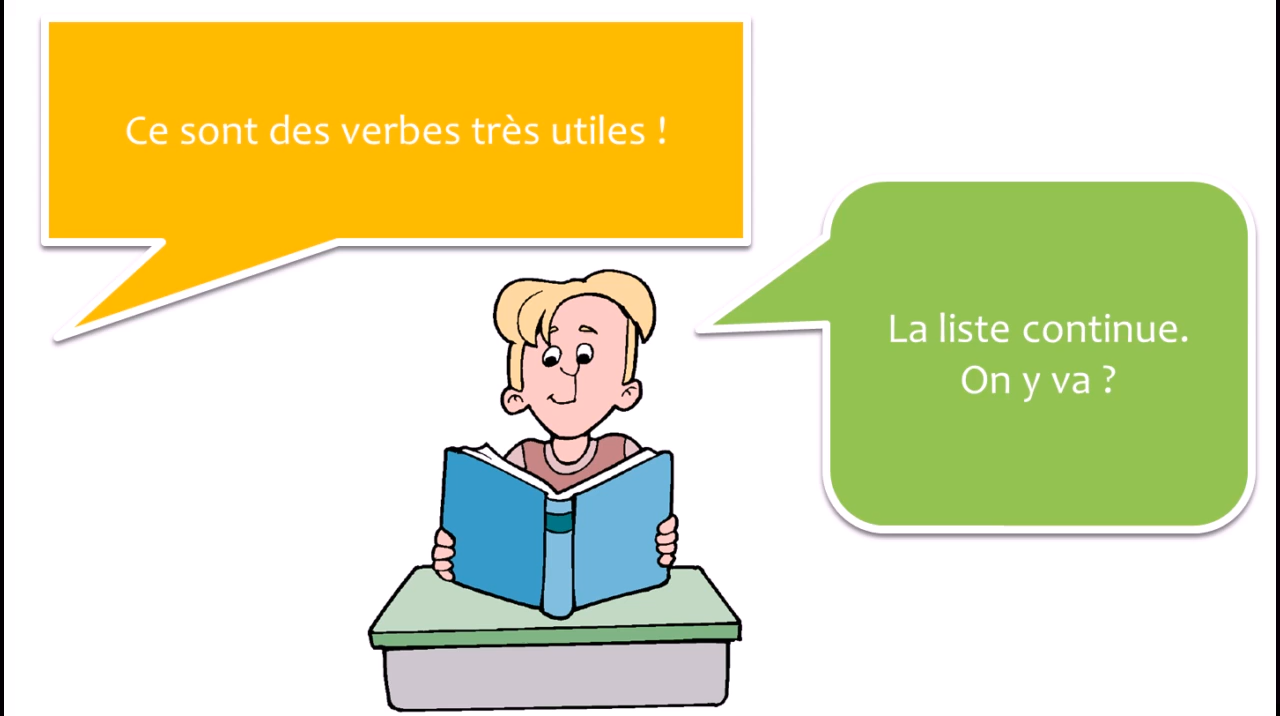 Ce sont des verbes très utiles !
La liste continue.
On y va ?